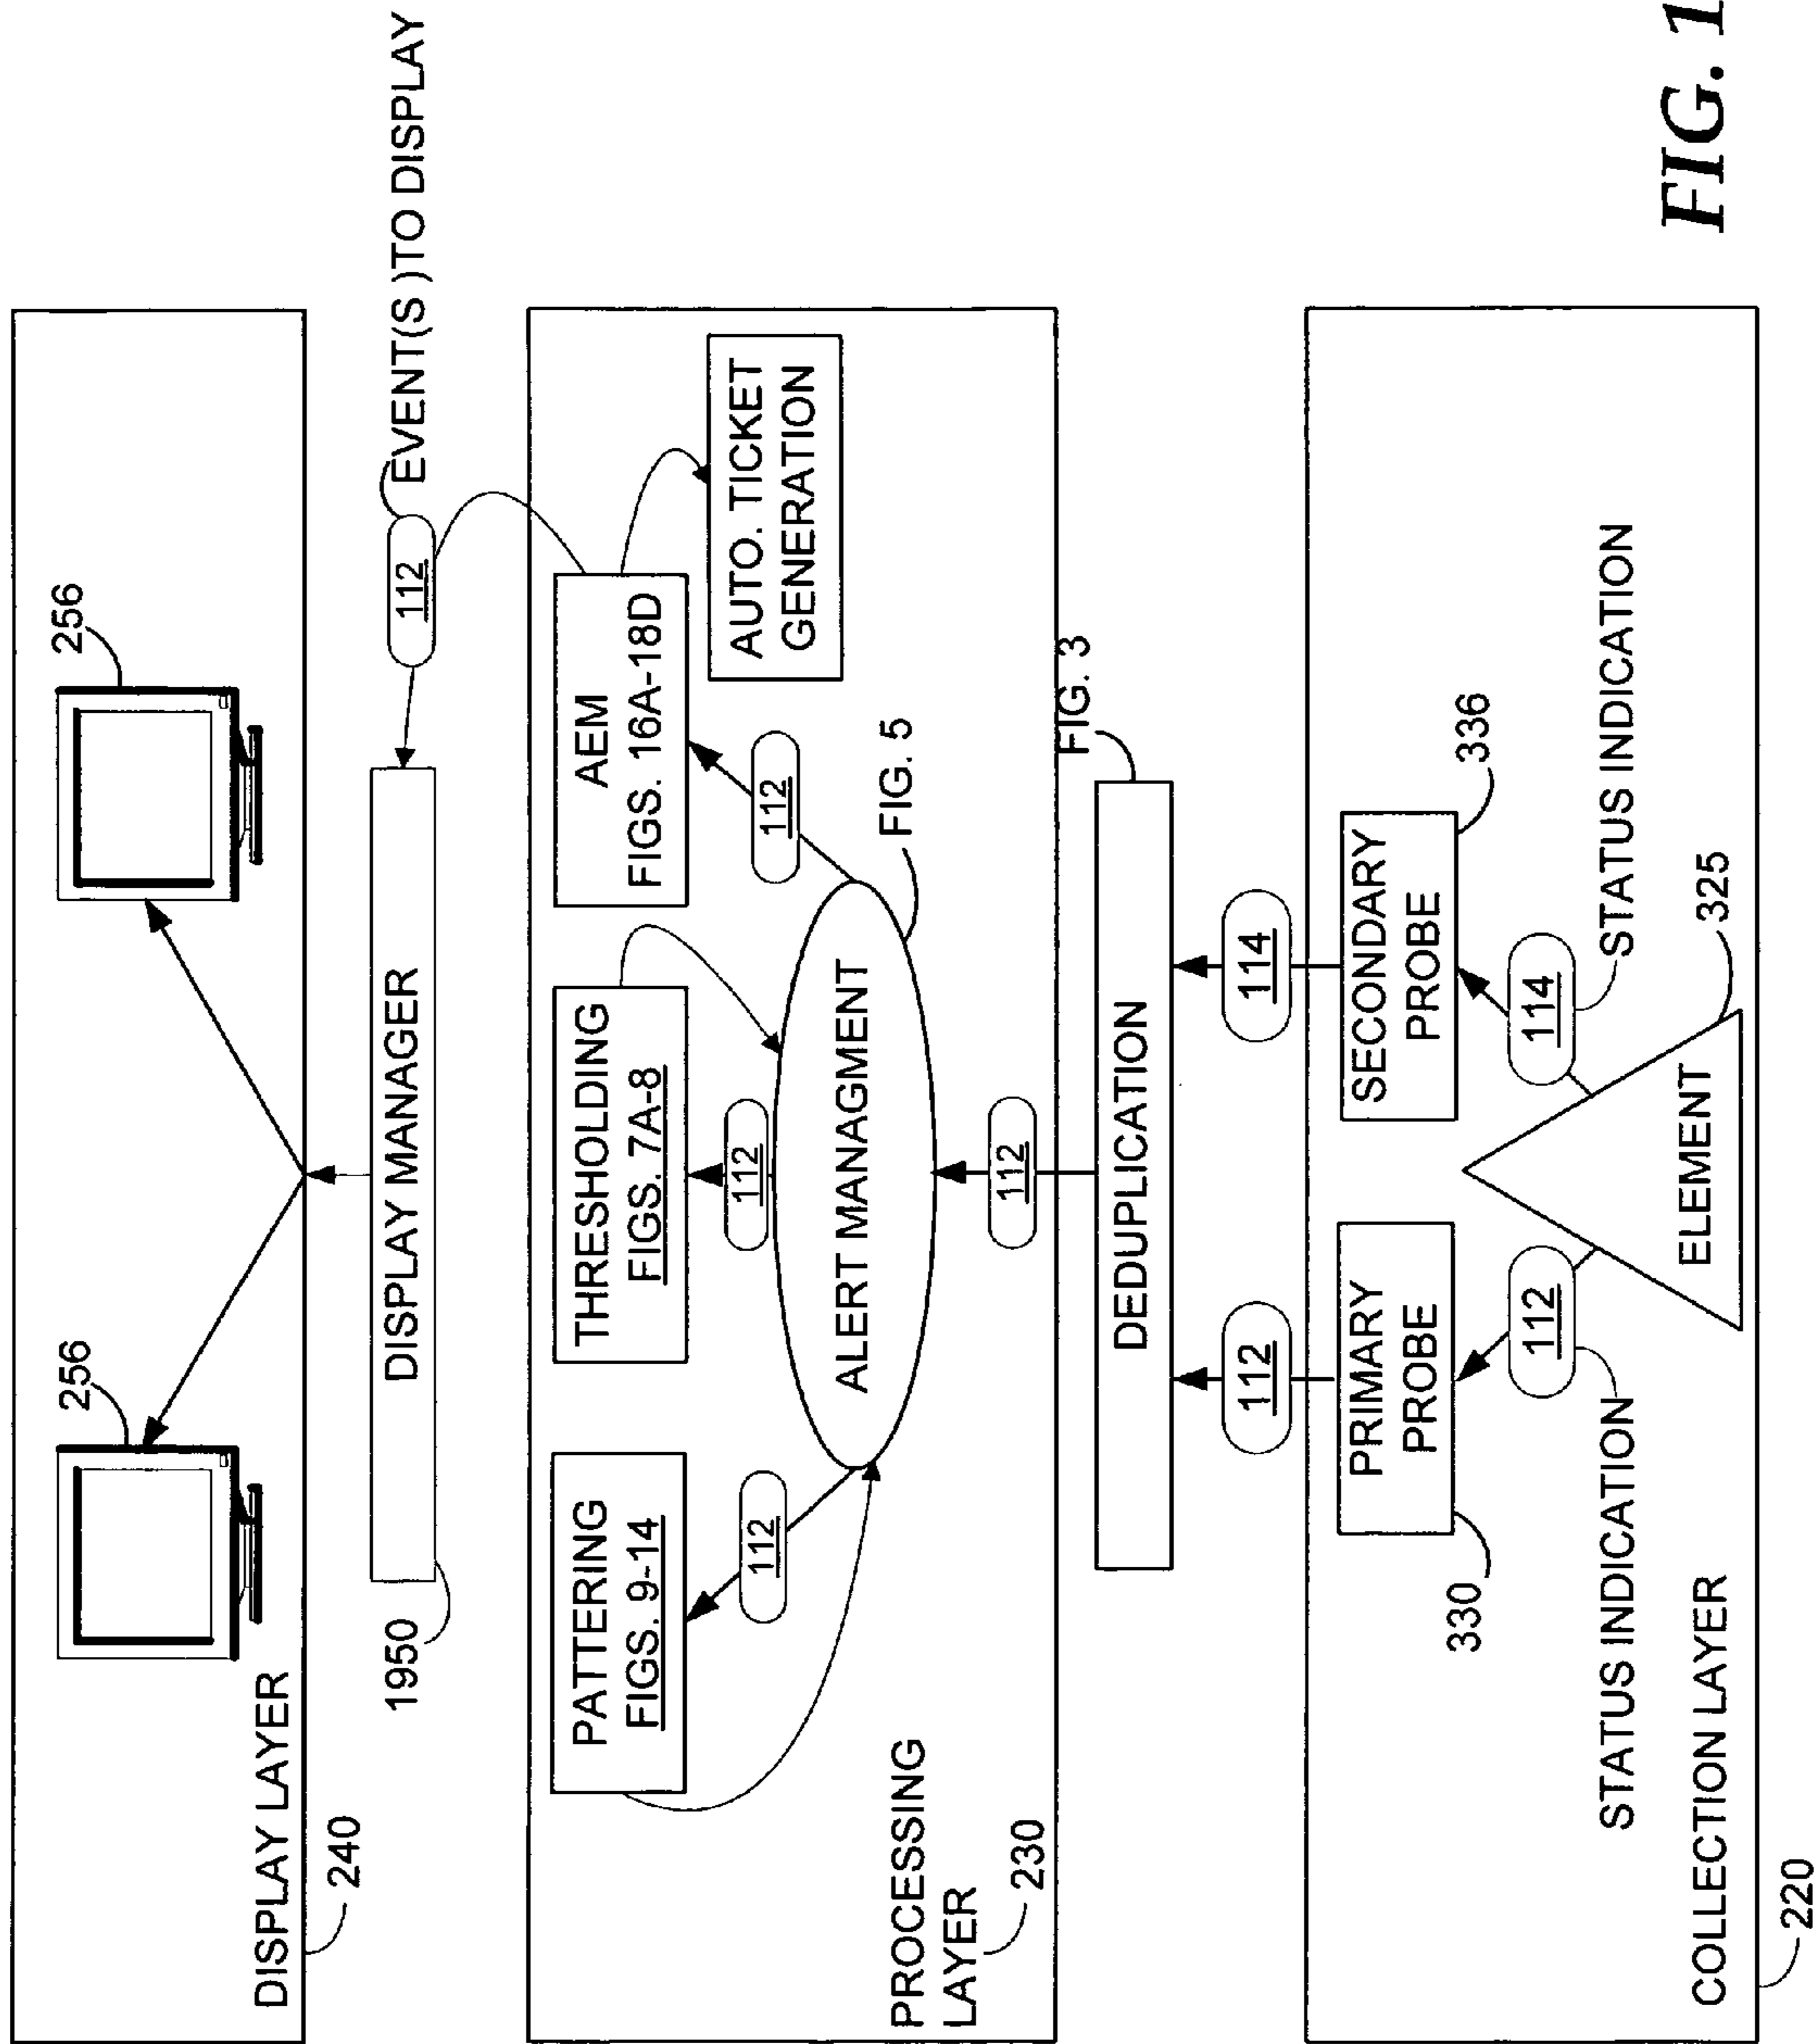 DISPLAY LAYER
240
256
256
1950
DISPLAY MANAGER
112
EVENT(S )TO DISPLAY
PROCESSING
LAYER
230
PATTERING
FIGS. 9-14
THRESHOLDING
FIGS. 7A-8
AEM
FIGS. 16A-18D
AUTO. TICKET
GENERATION
112
112
112
ALERT MANAGMENT
FIG. 5
112
DEDUPLICATION
FIG. 3
112
114
COLLECTION LAYER
220
PRIMARY
PROBE
330
SECONDARY
PROBE
336
112
114
STATUS INDICATION
STATUS INDICATION
ELEMENT
325
FIG. 1